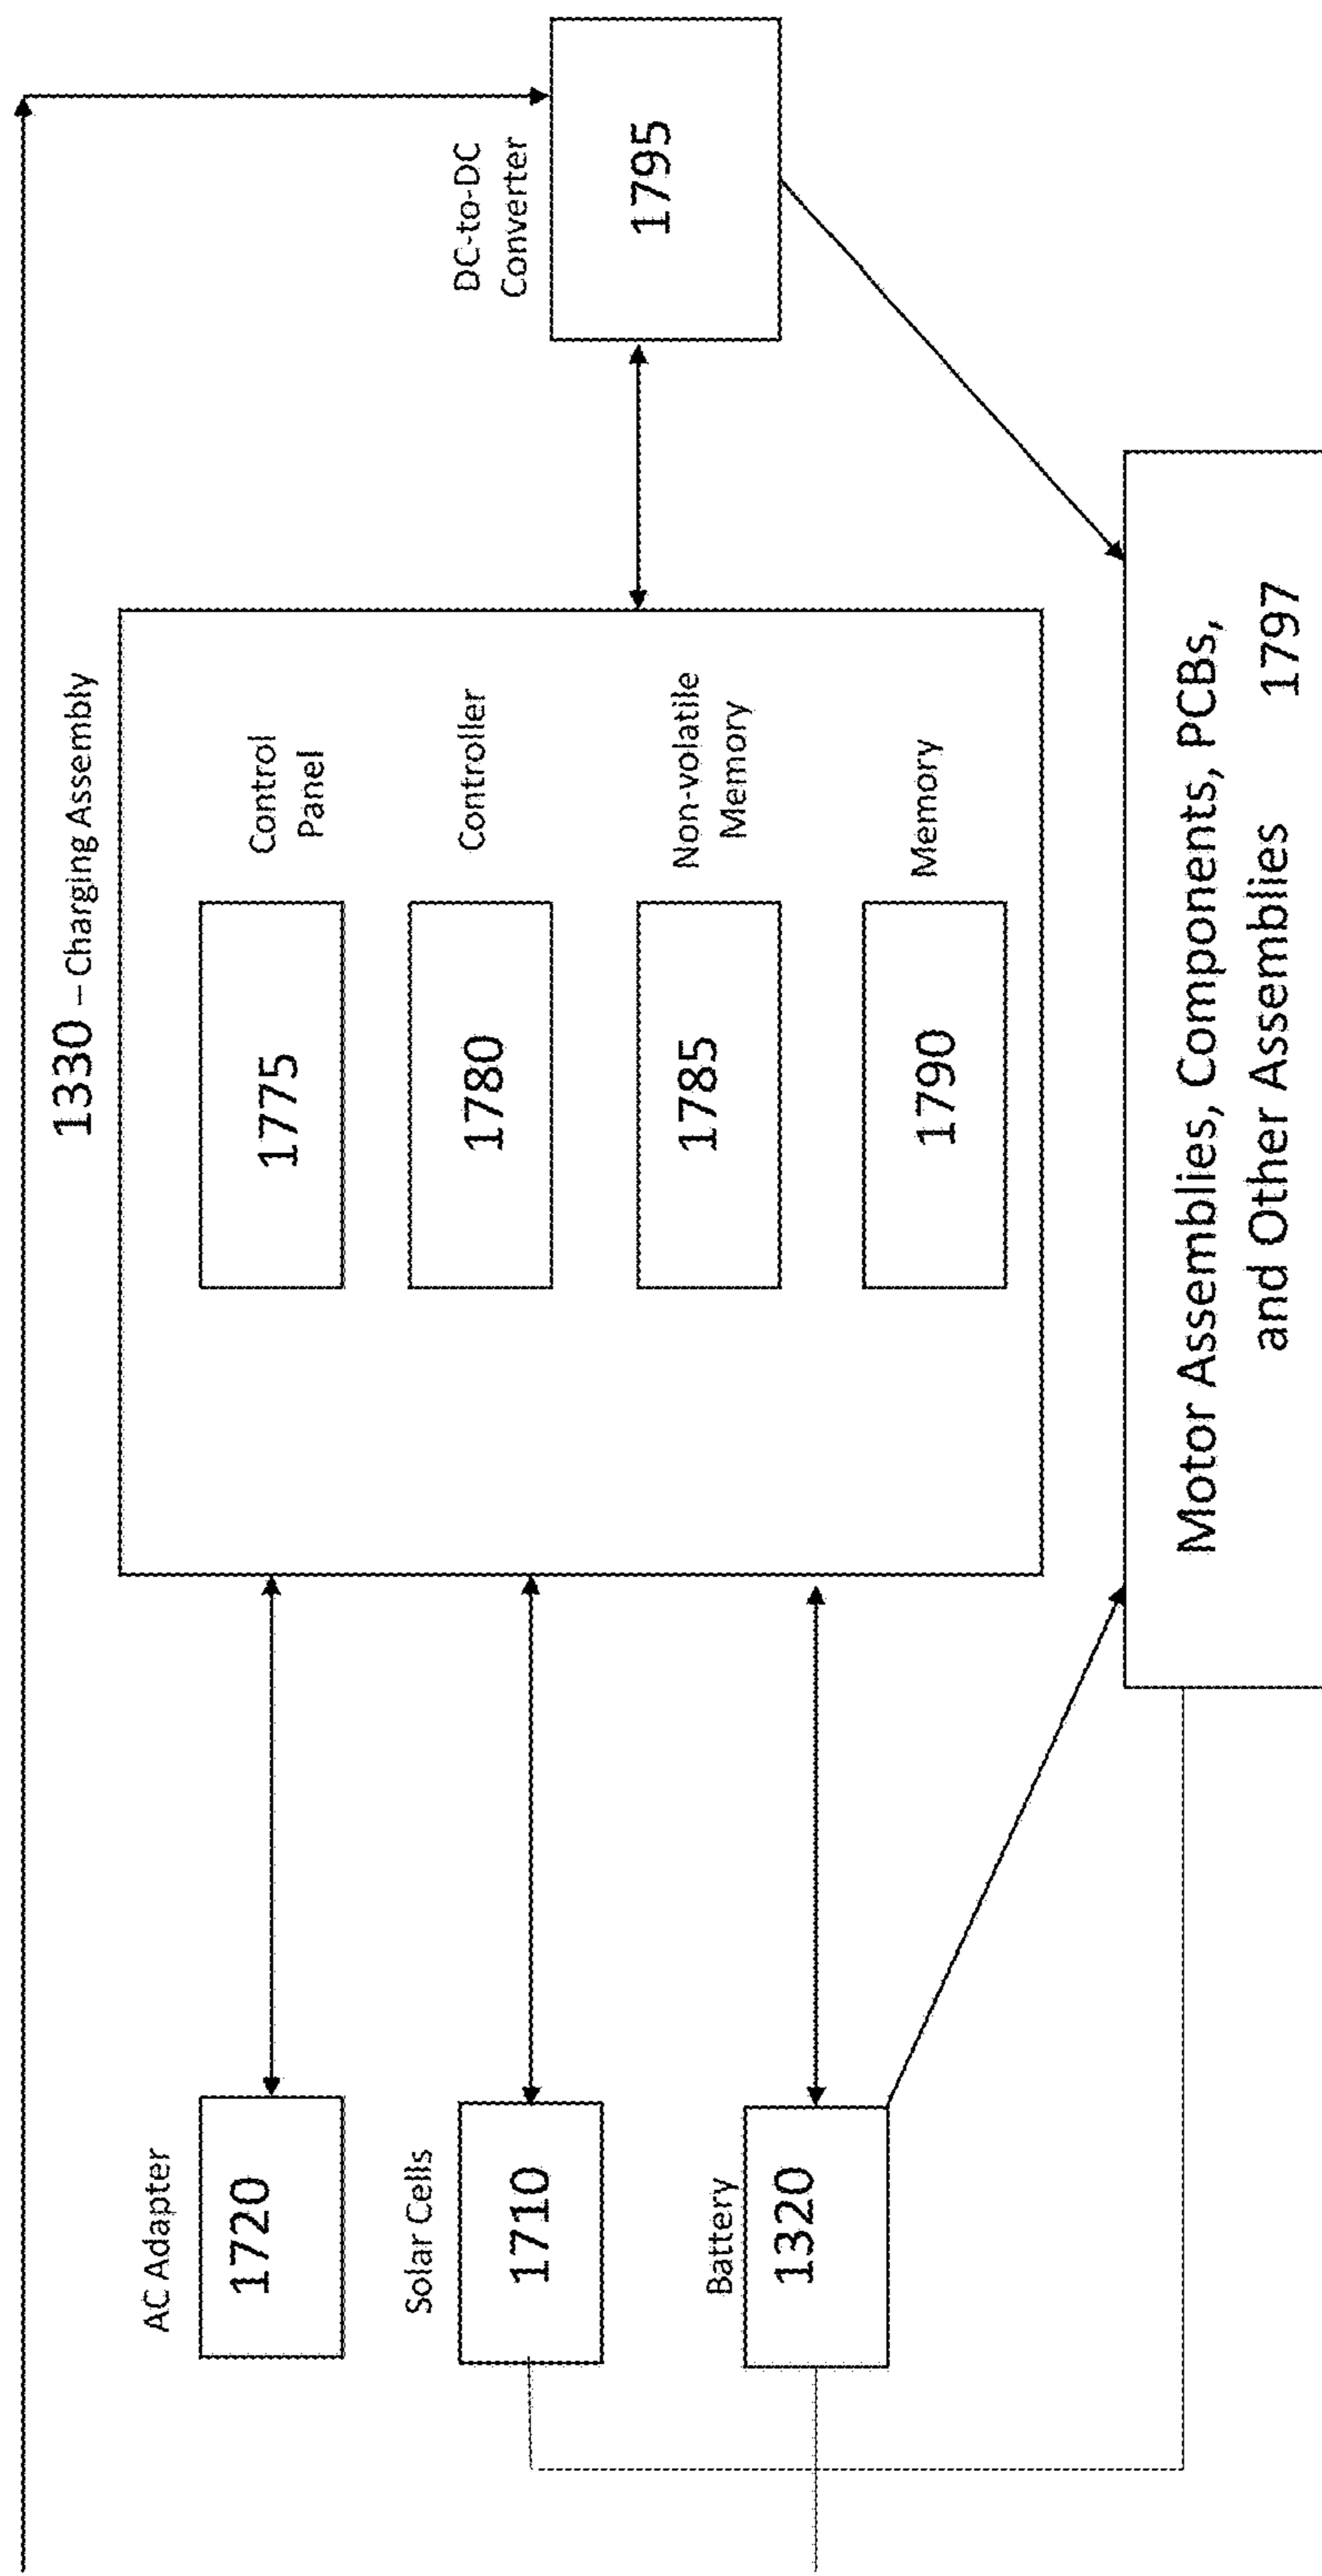 1330 – Charging Assembly
AC Adapter
1720
Solar Cells
1710
Battery
1320
1775
Control
Panel
1780
Controller
1785
Non-volatile
Memory
1790
Memory
DC-to-DC
Converter
1795
Motor Assemblies, Components, PCBs,
and Other Assemblies 1797